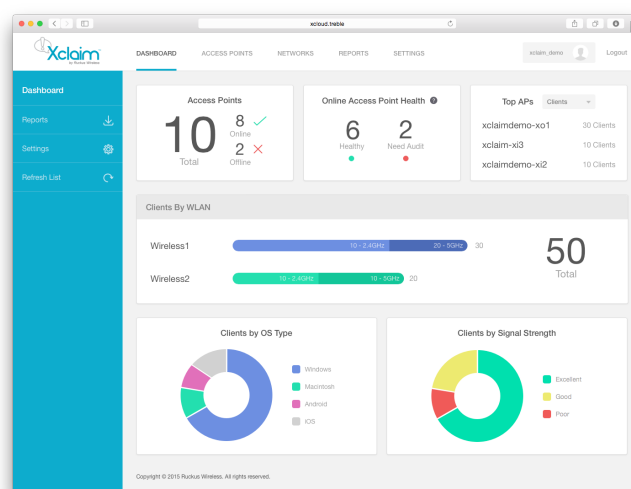 xcloud.treble
Xclaim
by Ruckus Wireless
DASHBOARD ACCESS POINTS NETWORKS REPORTS SETTINGS
xclaim_demo Logout
Dashboard
Reports
Settings
Refresh List
Access Points
10
Total
8
Online
2
Offline
Online Access Point Health ?
6
Healthy
2
Need Audit
Top APs Clients
xclaimdemo-xo1 30 Clients
xclaim-xi3 10 Clients
xclaimdemo-xi2 10 Clients
Clients By WLAN
Wireless1 10 - 2.4GHz 20 - 5GHz 30
Wireless2 10 - 2.4GHz 10 - 5GHz 20
50
Total
Clients by OS Type
Windows
Macintosh
Android
IOS
Clients by Signal Strength
Excellent
Good
Poor
Copyright © 2015 Ruckus Wireless. All rights reserved.